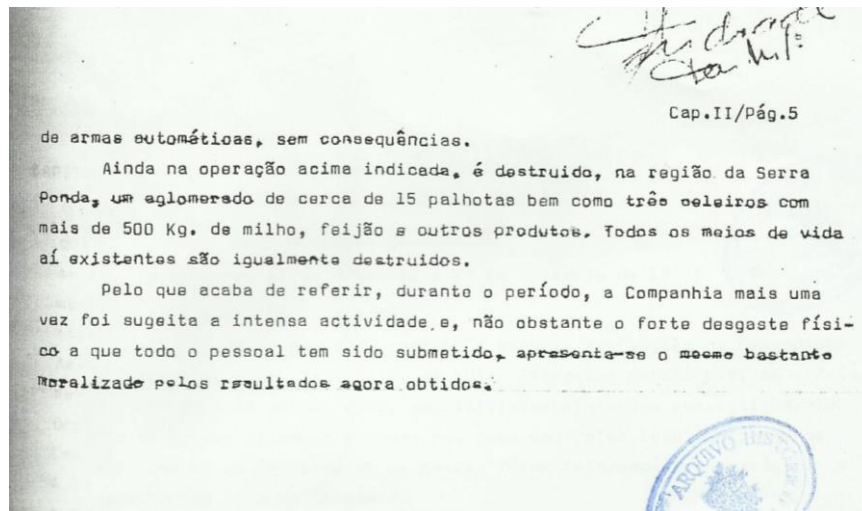 Cap.II/Pág.5
de armas automáticas, sem consequências.
Ainda na operação acima indicada, é destruido, na região da Serra
Ponda, um aglomerado de cerca de 15 palhotas bem como três celeiros com
mais de 500 Kg. de milho, feijão e outros produtos. Todos os meios de vida
aí existentes são igualmente destruidos.
Pelo que acaba de referir, durante o período, a Companhia mais uma
vez foi sugeita a intensa actividade e, não obstante o forte desgaste físi-
co a que todo o pessoal tem sido submetido, apresenta-se o mesmo bastante
moralizado pelos resultados agora obtidos.
ARQUIVO